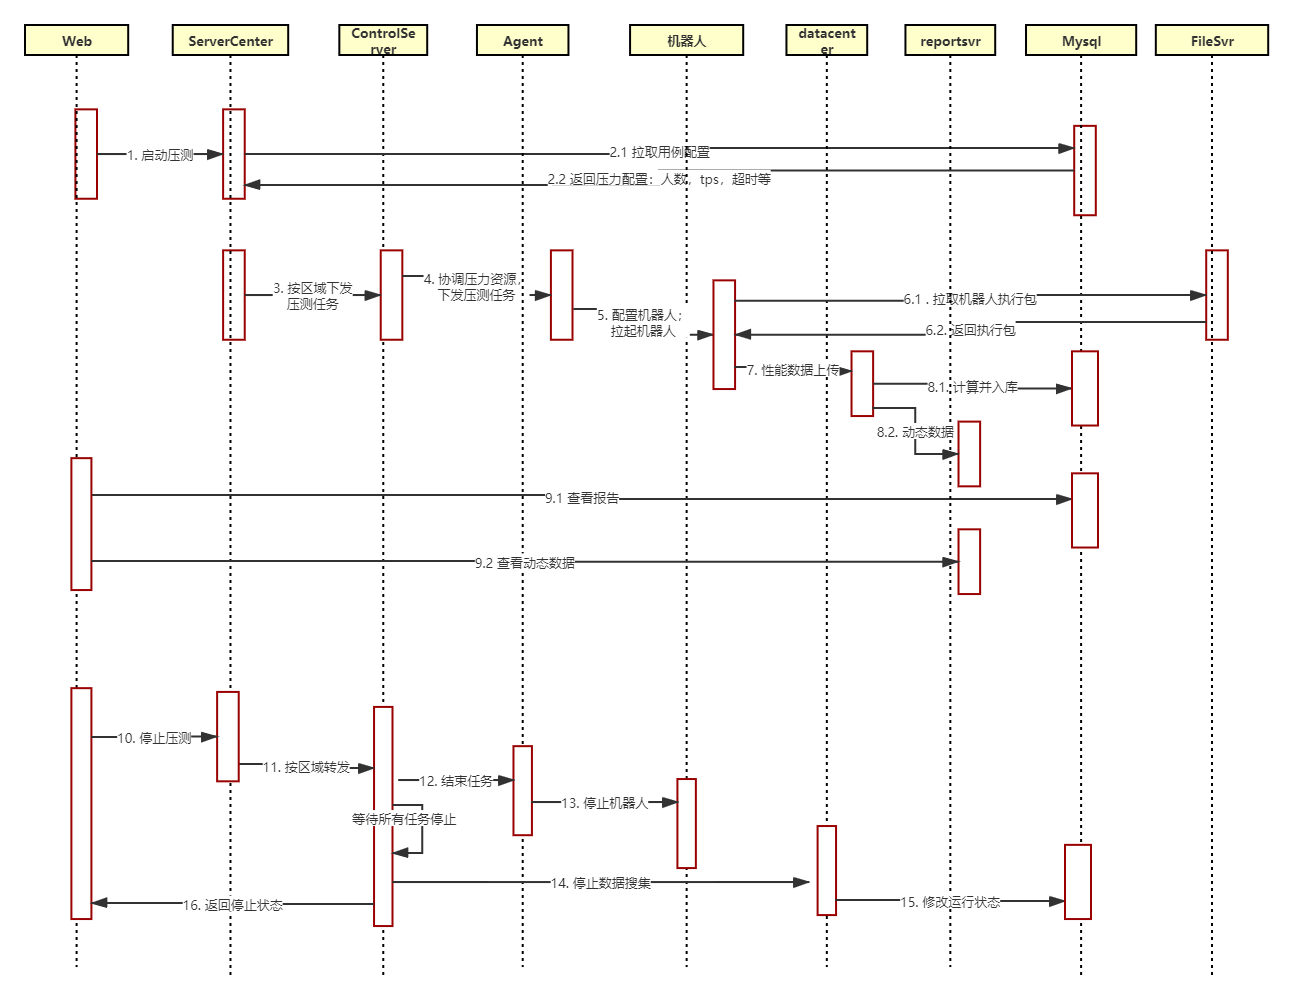 Web
ServerCenter
ControlSe
rver
Agent
机器人
datacent
er
reportsvr
Mysql
FileSvr
1. 启动压测
2.1 拉取用例配置
2.2 返回压力配置：人数，tps，超时等
3. 按区域下发
压测任务
4. 协调压力资源，
下发压测任务
5. 配置机器人；
拉起机器人
6.1 . 拉取机器人执行包
6.2. 返回执行包
7. 性能数据上传
8.1. 计算并入库
8.2. 动态数据
9.1 查看报告
9.2 查看动态数据
10. 停止压测
11. 按区域转发
12. 结束任务
13. 停止机器人
等待所有任务停止
14. 停止数据搜集
15. 修改运行状态
16. 返回停止状态